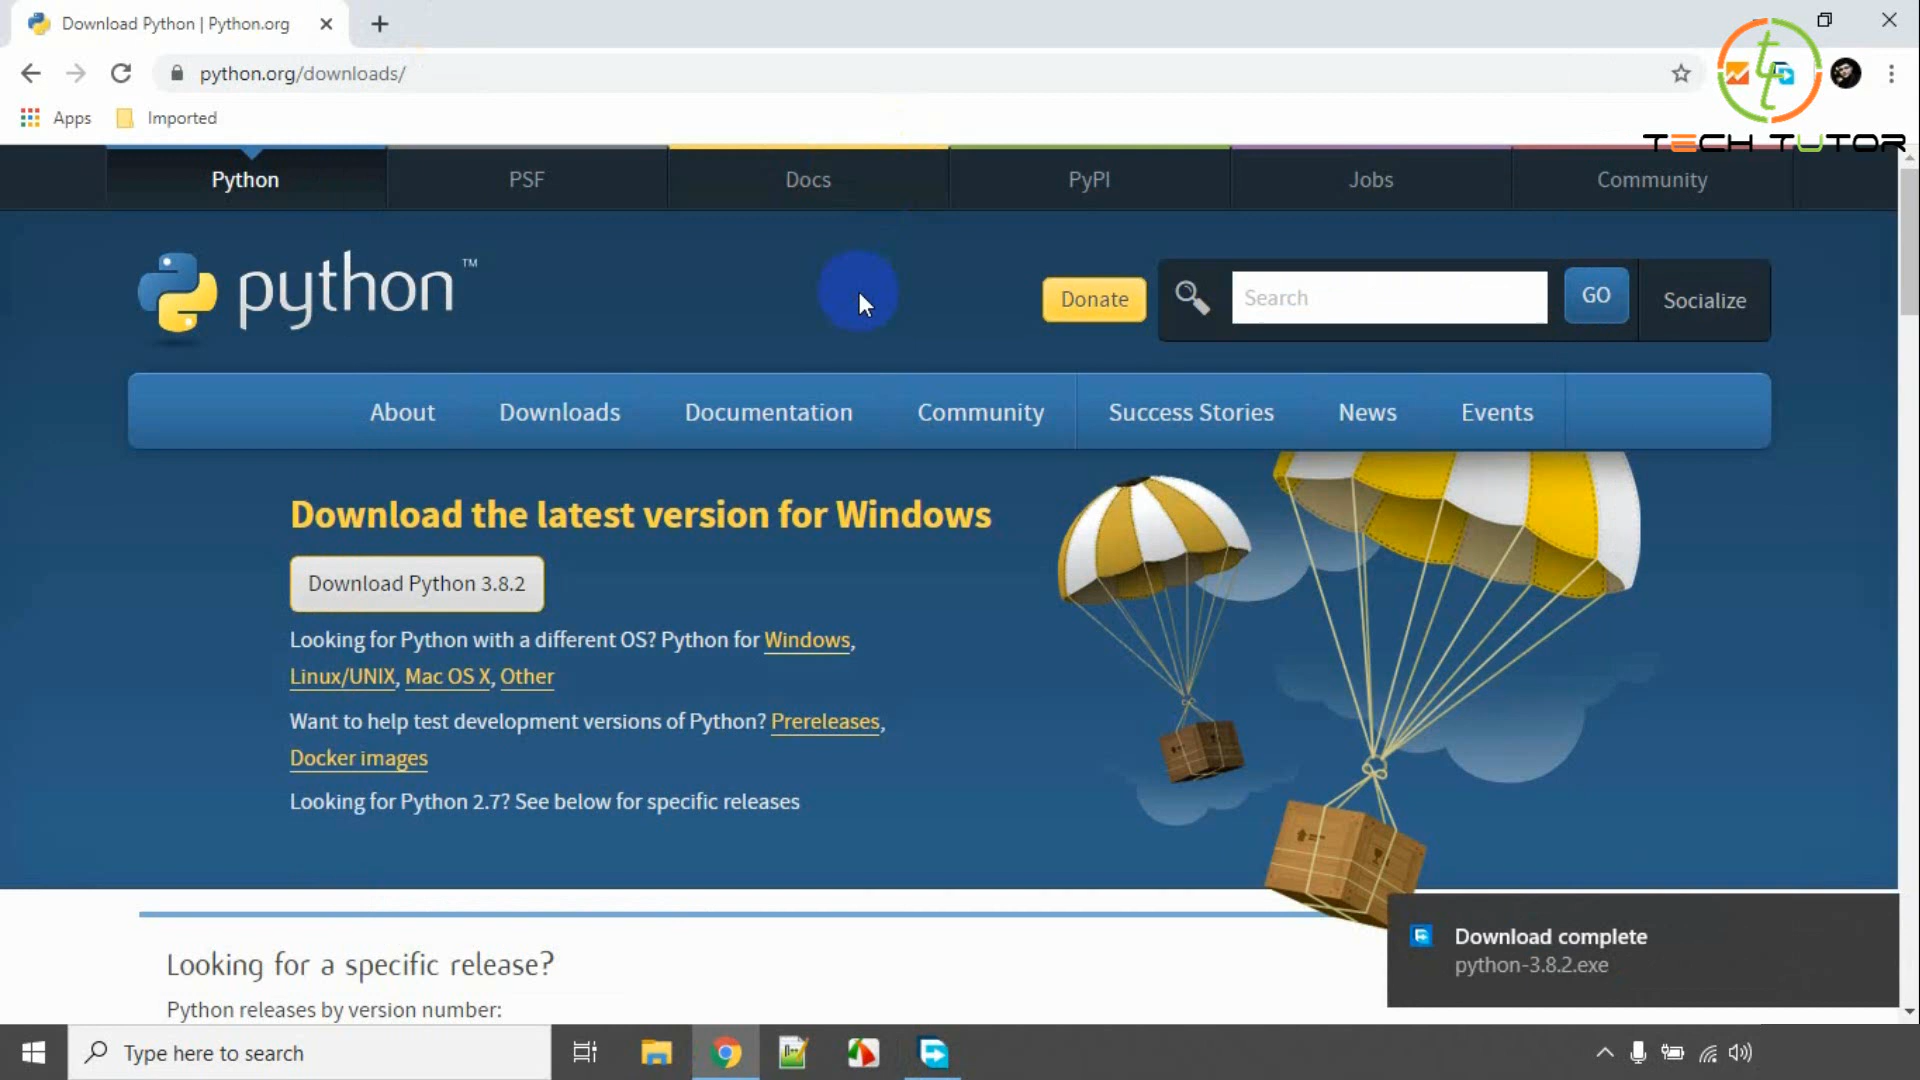 Download Python | Python.org
python.org/downloads/
Apps
Imported
TECH TUTOR
Python
PSF
Docs
PyPI
Jobs
Community
python™
Donate
Search
GO
Socialize
About
Downloads
Documentation
Community
Success Stories
News
Events
Download the latest version for Windows
Download Python 3.8.2
Looking for Python with a different OS? Python for Windows,
Linux/UNIX, Mac OS X, Other
Want to help test development versions of Python? Prereleases,
Docker images
Looking for Python 2.7? See below for specific releases
Download complete
python-3.8.2.exe
Looking for a specific release?
Python releases by version number:
Type here to search